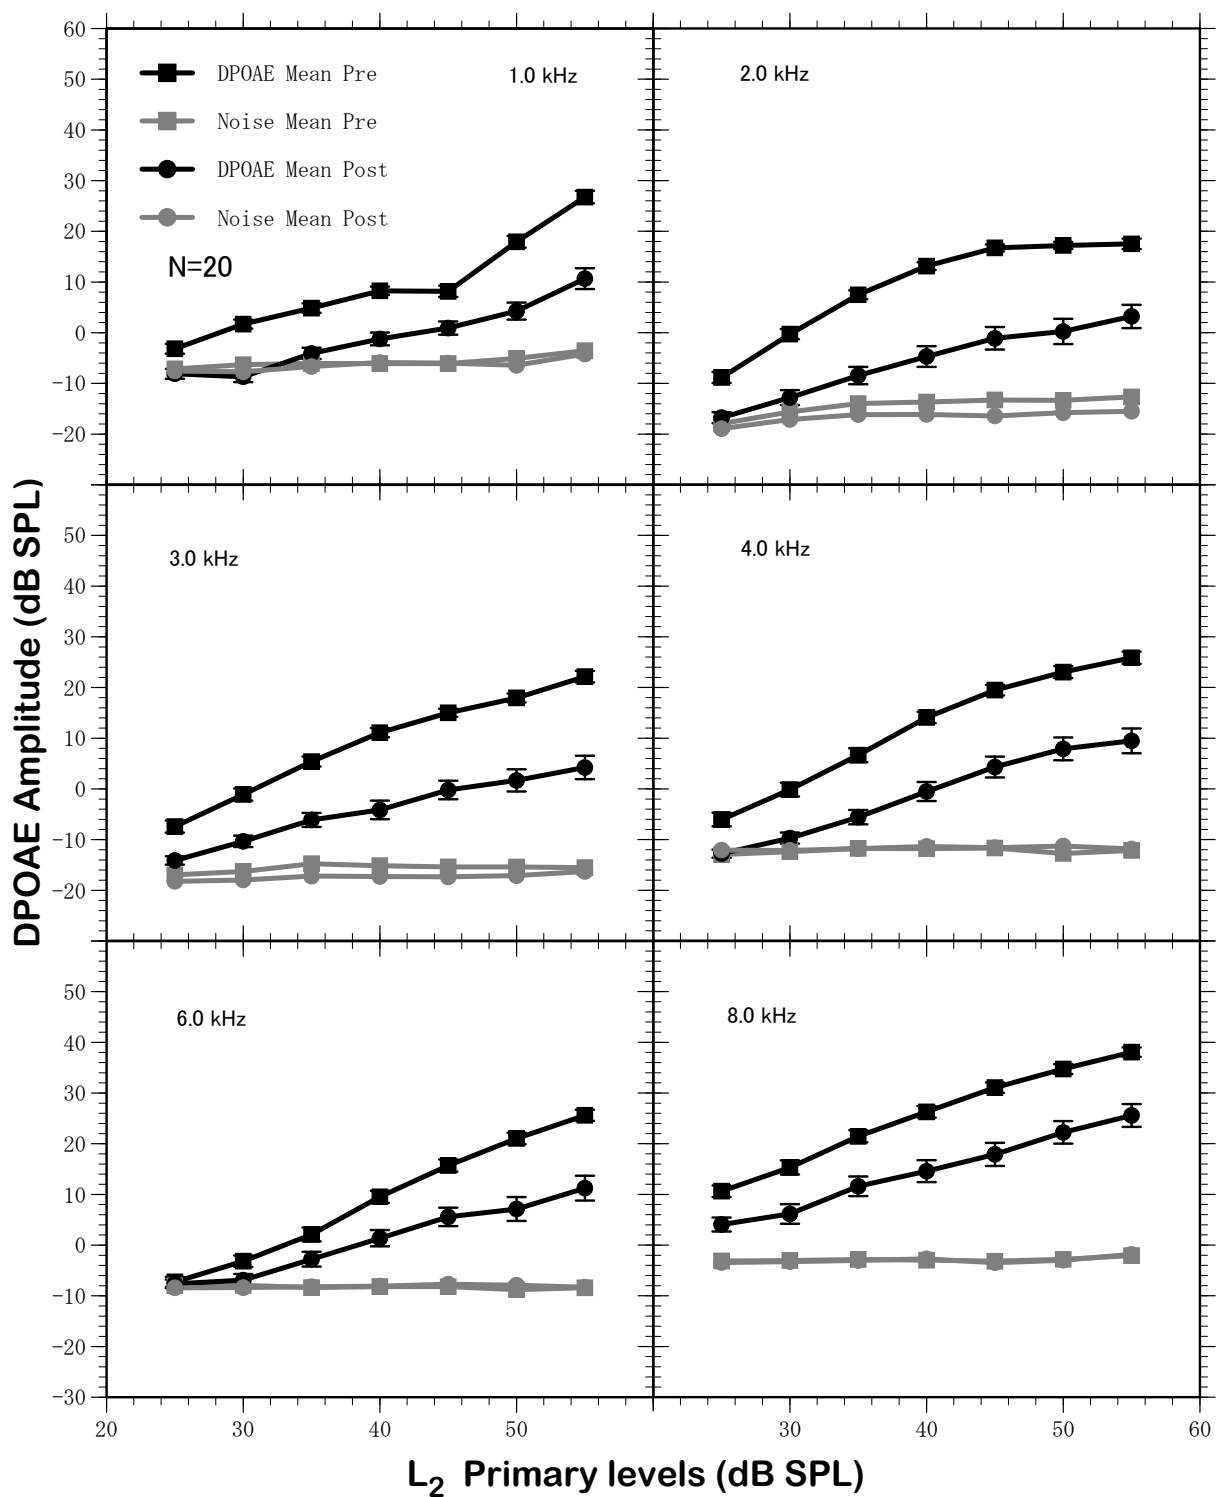 60
50
40
30
20
10
0
−10
−20
DPOAE Mean Pre
Noise Mean Pre
DPOAE Mean Post
Noise Mean Post
N=20
1.0 kHz
2.0 kHz
50
40
30
20
10
0
−10
−20
3.0 kHz
4.0 kHz
50
40
30
20
10
0
−10
−20
−30
6.0 kHz
8.0 kHz
20 30 40 50 30 40 50 60
DPOAE Amplitude (dB SPL)
L2 Primary levels (dB SPL)